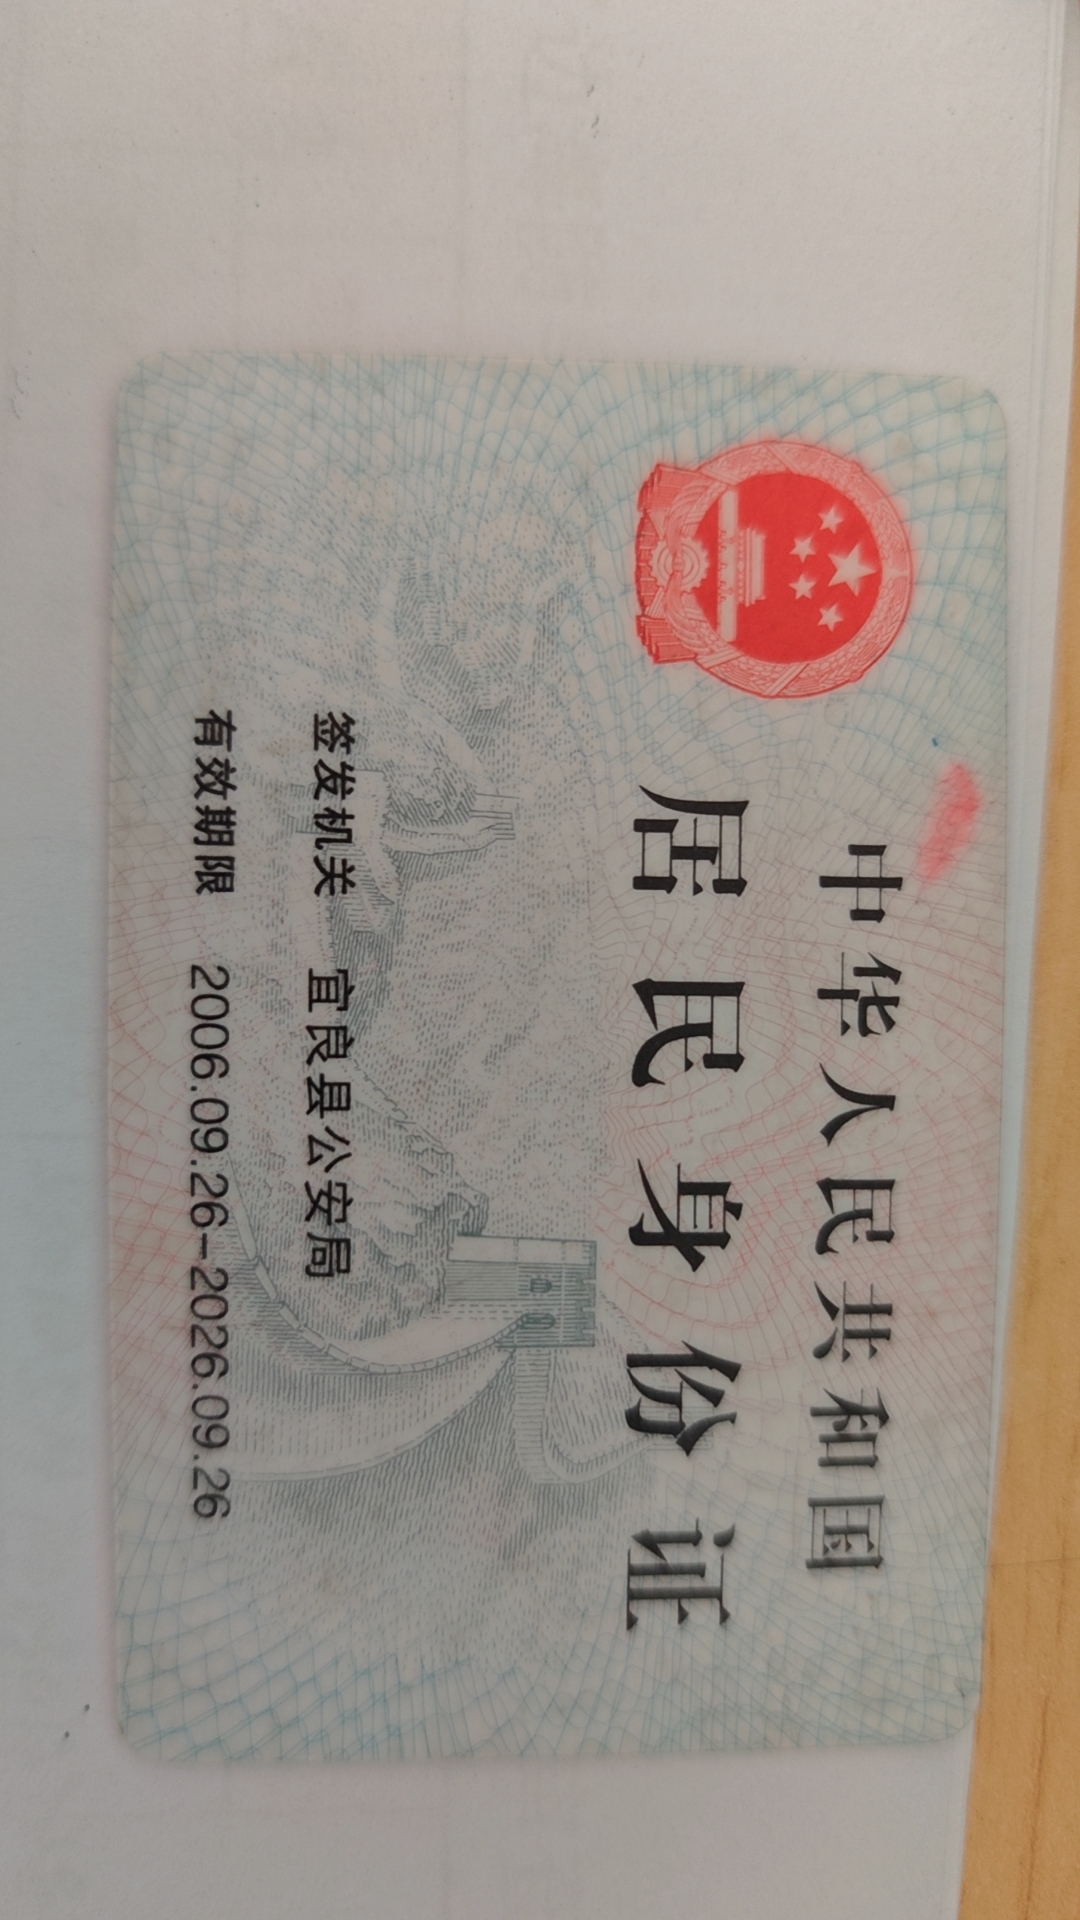 中华人民共和国
居民身份证
签发机关 宜良县公安局
有效期限 2006.09.26-2026.09.26